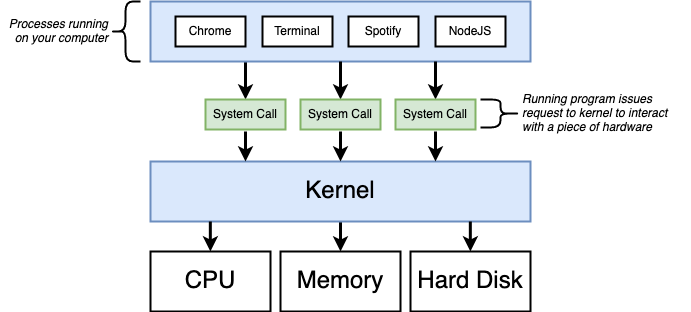 Processes running
on your computer
Chrome
Terminal
Spotify
NodeJS
System Call
System Call
System Call
Running program issues
request to kernel to interact
with a piece of hardware
Kernel
CPU
Memory
Hard Disk